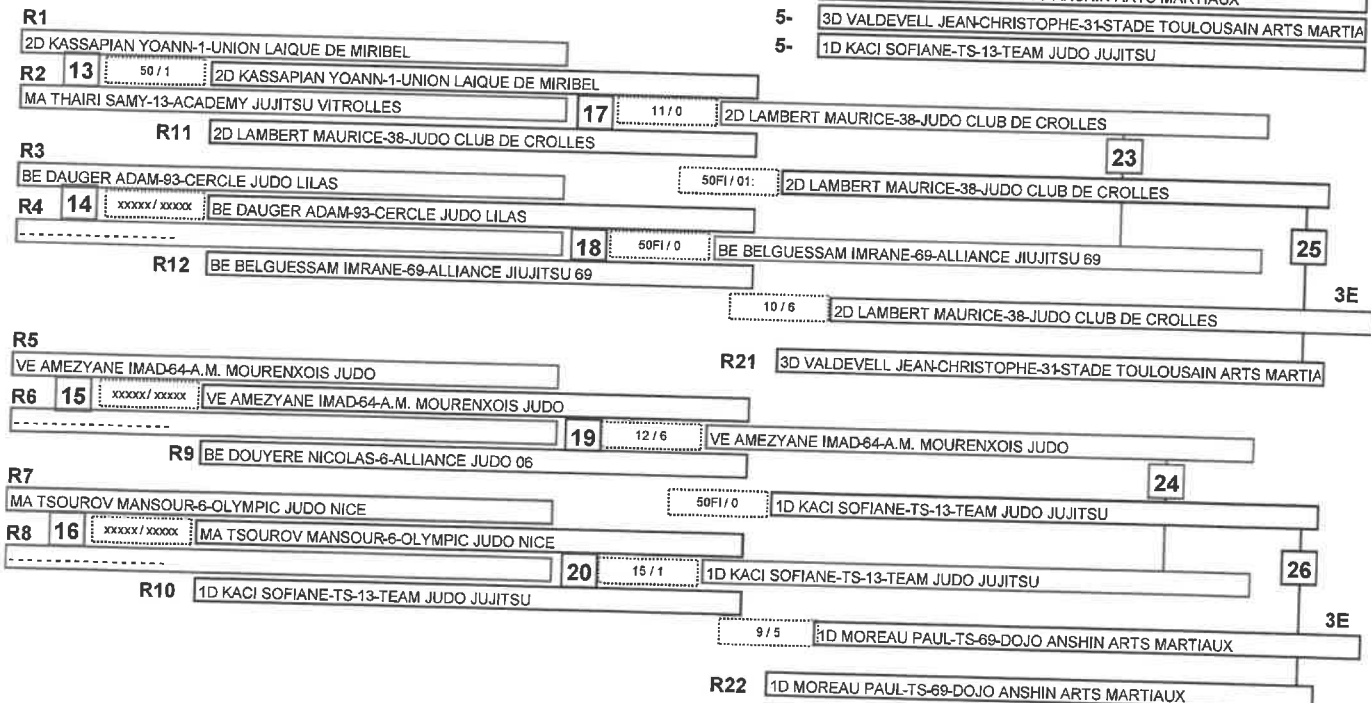 ANSHIN ARTS MARTIAUX
5- 3D VALDEVELL JEAN-CHRISTOPHE-31-STADE TOULOUSAIN ARTS MARTIA
5- 1D KACI SOFIANE-TS-13-TEAM JUDO JUJITSU
R1
2D KASSAPIAN YOANN-1-UNION LAIQUE DE MIRIBEL
R2 13 50 / 1 2D KASSAPIAN YOANN-1-UNION LAIQUE DE MIRIBEL
MA THAIRI SAMY-13-ACADEMY JUJITSU VITROLLES 17 11 / 0 2D LAMBERT MAURICE-38-JUDO CLUB DE CROLLES
R11 2D LAMBERT MAURICE-38-JUDO CLUB DE CROLLES
23
R3
BE DAUGER ADAM-93-CERCLE JUDO LILAS 50FI / 01: 2D LAMBERT MAURICE-38-JUDO CLUB DE CROLLES
R4 14 xxxxx / xxxxx BE DAUGER ADAM-93-CERCLE JUDO LILAS
------------------ 18 50FI / 0 BE BELGUESSAM IMRANE-69-ALLIANCE JIUJITSU 69 25
R12 BE BELGUESSAM IMRANE-69-ALLIANCE JIUJITSU 69
3E
10 / 6 2D LAMBERT MAURICE-38-JUDO CLUB DE CROLLES
R5
R21 3D VALDEVELL JEAN-CHRISTOPHE-31-STADE TOULOUSAIN ARTS MARTIA
VE AMEZYANE IMAD-64-A.M. MOURENXOIS JUDO
R6 15 xxxxx / xxxxx VE AMEZYANE IMAD-64-A.M. MOURENXOIS JUDO
------------------ 19 12 / 6 VE AMEZYANE IMAD-64-A.M. MOURENXOIS JUDO
R9 BE DOUYERE NICOLAS-6-ALLIANCE JUDO 06
24
R7
MA TSOUROV MANSOUR-6-OLYMPIC JUDO NICE 50FI / 0 1D KACI SOFIANE-TS-13-TEAM JUDO JUJITSU
R8 16 xxxxx / xxxxx MA TSOUROV MANSOUR-6-OLYMPIC JUDO NICE
------------------ 20 15 / 1 1D KACI SOFIANE-TS-13-TEAM JUDO JUJITSU 26
R10 1D KACI SOFIANE-TS-13-TEAM JUDO JUJITSU
3E
9 / 5 1D MOREAU PAUL-TS-69-DOJO ANSHIN ARTS MARTIAUX
R22 1D MOREAU PAUL-TS-69-DOJO ANSHIN ARTS MARTIAUX